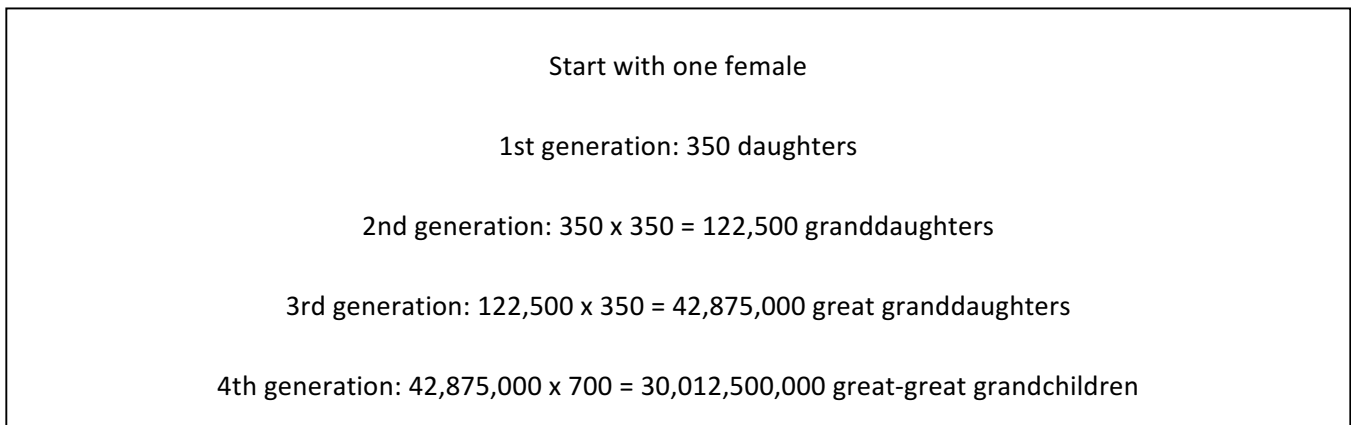 Start with one female
1st generation: 350 daughters
2nd generation: 350 x 350 = 122,500 granddaughters
3rd generation: 122,500 x 350 = 42,875,000 great granddaughters
4th generation: 42,875,000 x 700 = 30,012,500,000 great-great grandchildren